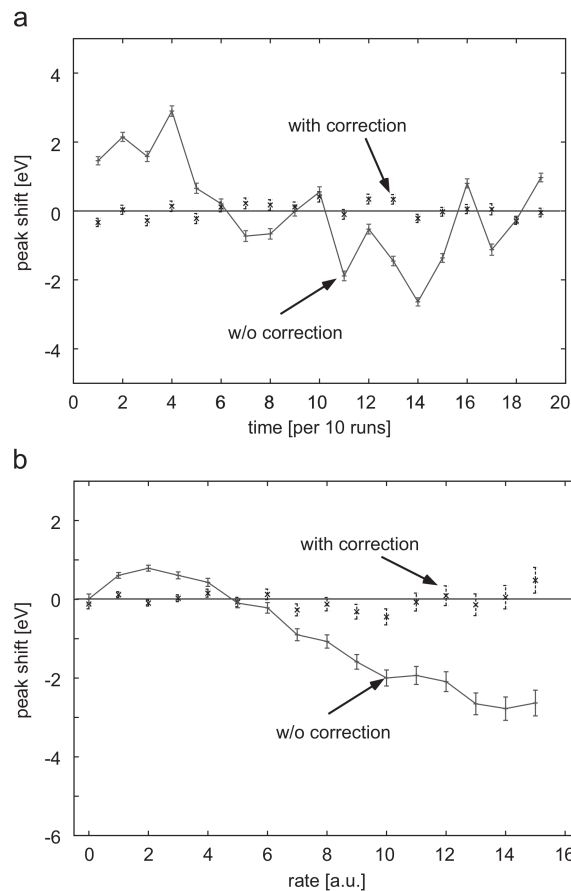 a
4
2
0
-2
-4
peak shift [eV]
with correction
w/o correction
0 2 4 6 8 10 12 14 16 18 20
time [per 10 runs]
b
2
0
-2
-4
-6
peak shift [eV]
with correction
w/o correction
0 2 4 6 8 10 12 14 16
rate [a.u.]